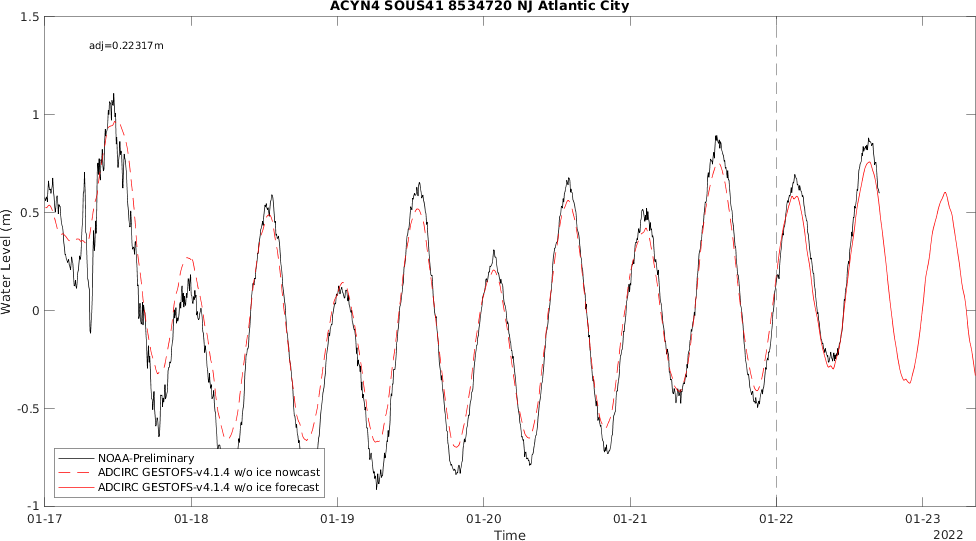 ACYN4 SOUS41 8534720 NJ Atlantic City
1.5
adj=0.22317m
1
0.5
Water Level (m)
0
-0.5
NOAA-Preliminary
ADCIRC GESTOFS-v4.1.4 w/o ice nowcast
ADCIRC GESTOFS-v4.1.4 w/o ice forecast
-1
01-17 01-18 01-19 01-20 01-21 01-22 01-23
Time
2022